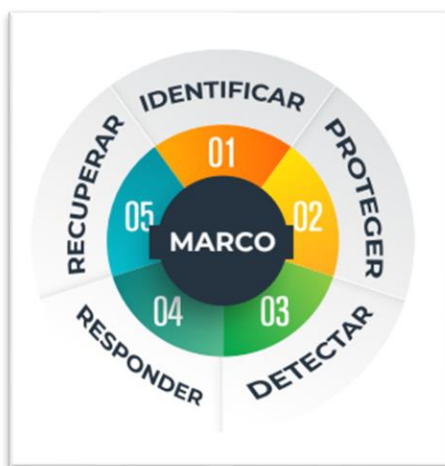 IDENTIFICAR
01
PROTEGER
02
DETECTAR
03
RESPONDER
04
RECUPERAR
05
MARCO